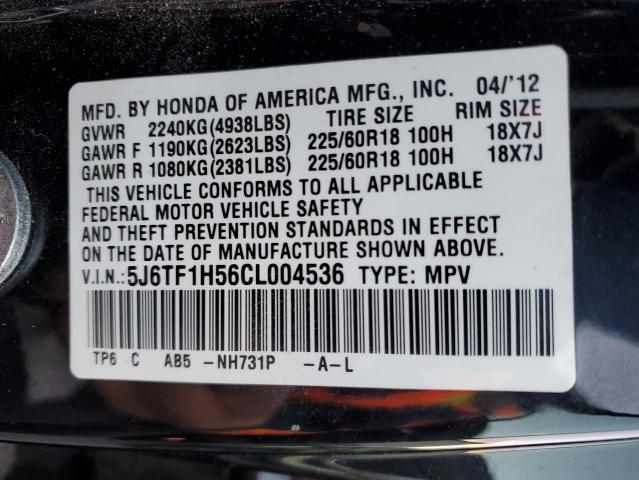 MFD. BY HONDA OF AMERICA MFG., INC. 04/'12
GVWR 2240KG(4938LBS) TIRE SIZE RIM SIZE
GAWR F 1190KG(2623LBS) 225/60R18 100H 18X7J
GAWR R 1080KG(2381LBS) 225/60R18 100H 18X7J
THIS VEHICLE CONFORMS TO ALL APPLICABLE
FEDERAL MOTOR VEHICLE SAFETY
AND THEFT PREVENTION STANDARDS IN EFFECT
ON THE DATE OF MANUFACTURE SHOWN ABOVE.
V.I.N.:5J6TF1H56CL004536 TYPE: MPV
TP6 C AB5 -NH731P -A-L